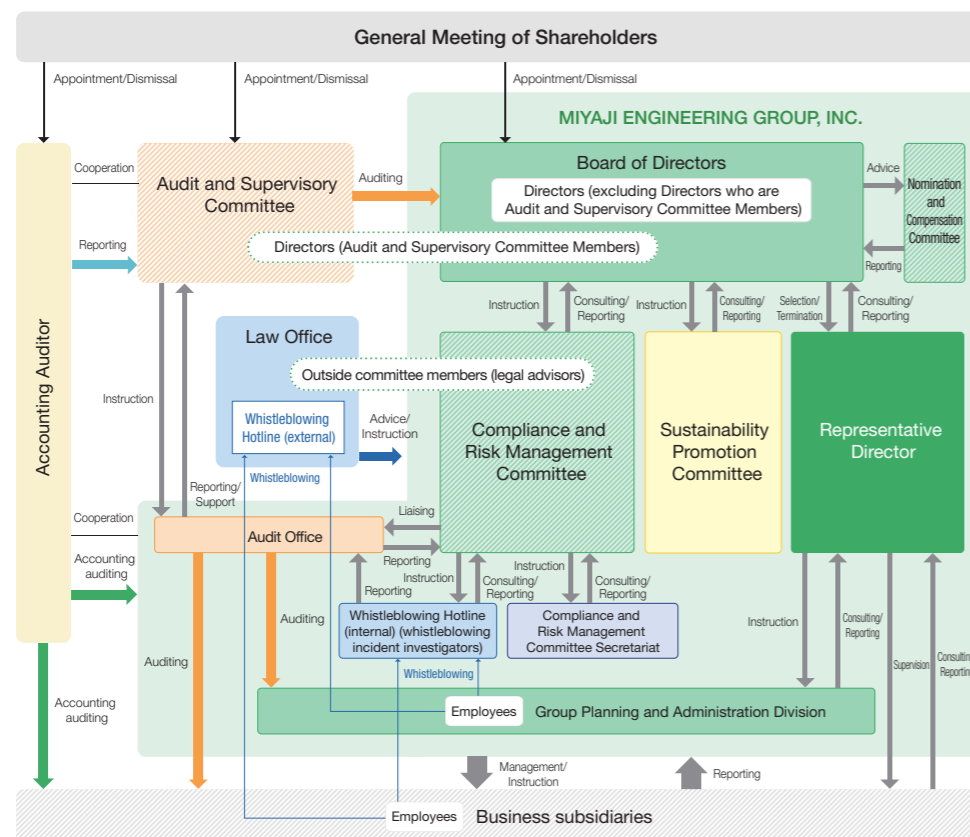 General Meeting of Shareholders
Appointment/Dismissal
Appointment/Dismissal
Appointment/Dismissal
MIYAJI ENGINEERING GROUP, INC.
Accounting Auditor
Cooperation
Reporting
Audit and Supervisory
Committee
Auditing
Board of Directors
Directors (excluding Directors who are
Audit and Supervisory Committee Members)
Directors (Audit and Supervisory Committee Members)
Advice
Reporting
Nomination
and
Compensation
Committee
Instruction
Consulting/
Reporting
Instruction
Consulting/
Reporting
Selection/
Termination
Consulting/
Reporting
Law Office
Outside committee members (legal advisors)
Whistleblowing
Hotline (external)
Advice/
Instruction
Whistleblowing
Instruction
Reporting/
Support
Compliance and
Risk Management
Committee
Sustainability
Promotion
Committee
Representative
Director
Cooperation
Accounting
auditing
Audit Office
Liaising
Reporting
Reporting
Instruction
Consulting/
Reporting
Instruction
Consulting/
Reporting
Whistleblowing Hotline
(internal) (whistleblowing
incident investigators)
Compliance and
Risk Management
Committee Secretariat
Instruction
Consulting/
Reporting
Supervision
Consulting/
Reporting
Auditing
Auditing
Whistleblowing
Employees
Group Planning and Administration Division
Accounting
auditing
Management/
Instruction
Reporting
Employees
Business subsidiaries